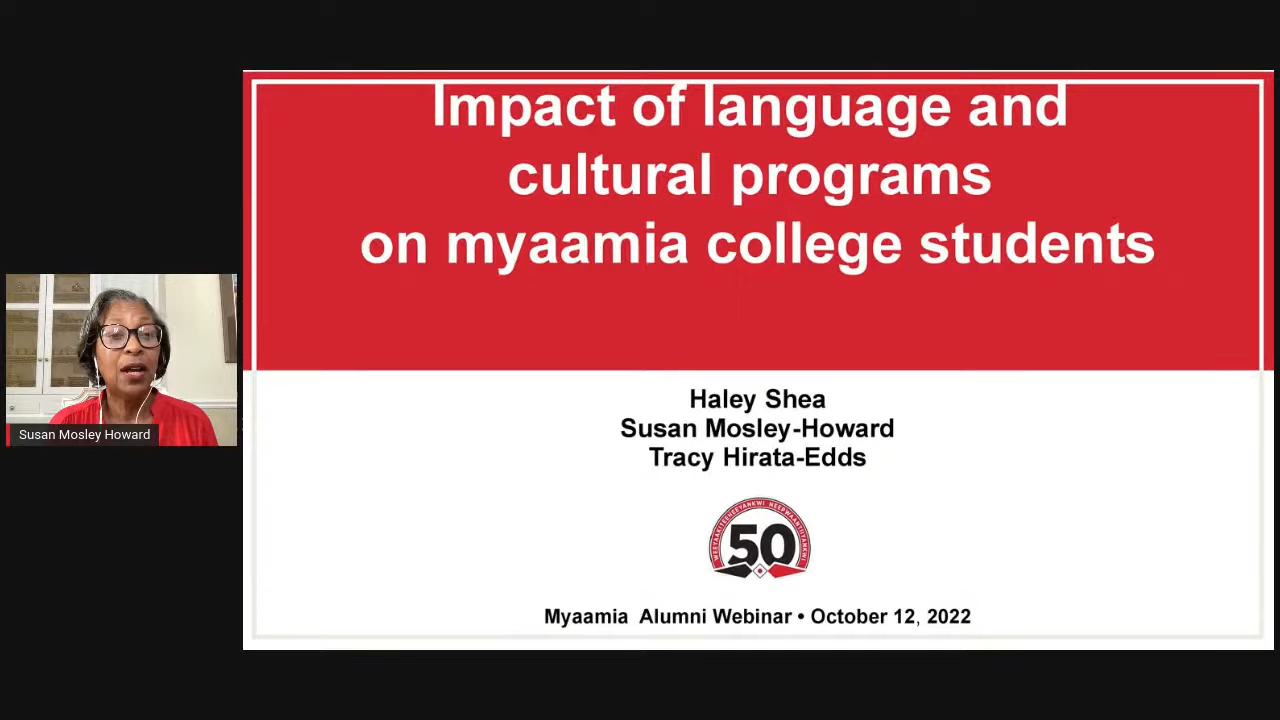 Impact of language and
cultural programs
on myaamia college students
Haley Shea
Susan Mosley-Howard
Tracy Hirata-Edds
50
Myaamia Alumni Webinar • October 12, 2022
Susan Mosley Howard